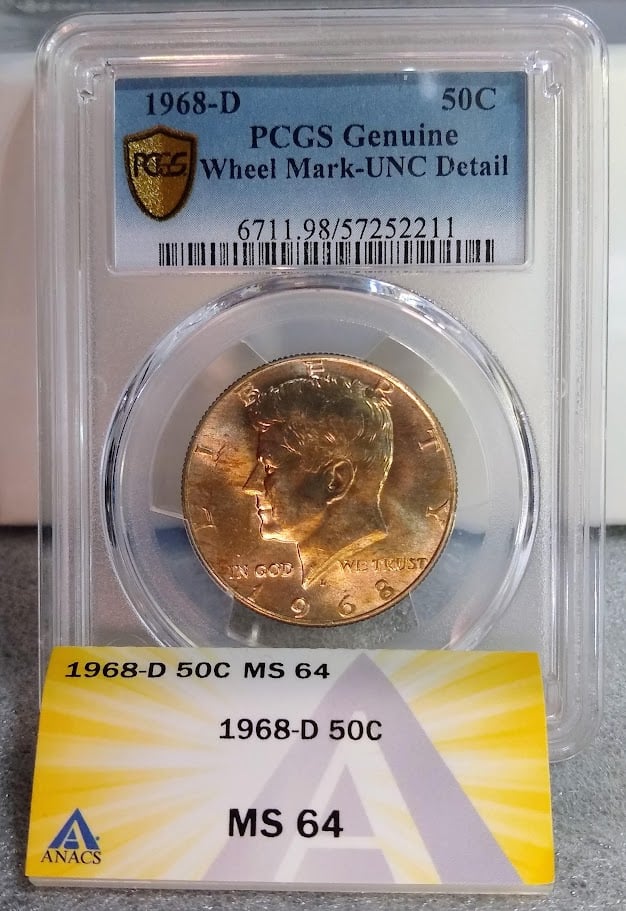 1968-D 50C
PCGS Genuine
PCGS
Wheel Mark-UNC Detail
6711.98/57252211
LIBERTY
IN GOD WE TRUST
D
1968
1968-D 50C MS 64
1968-D 50C
MS 64
ANACS